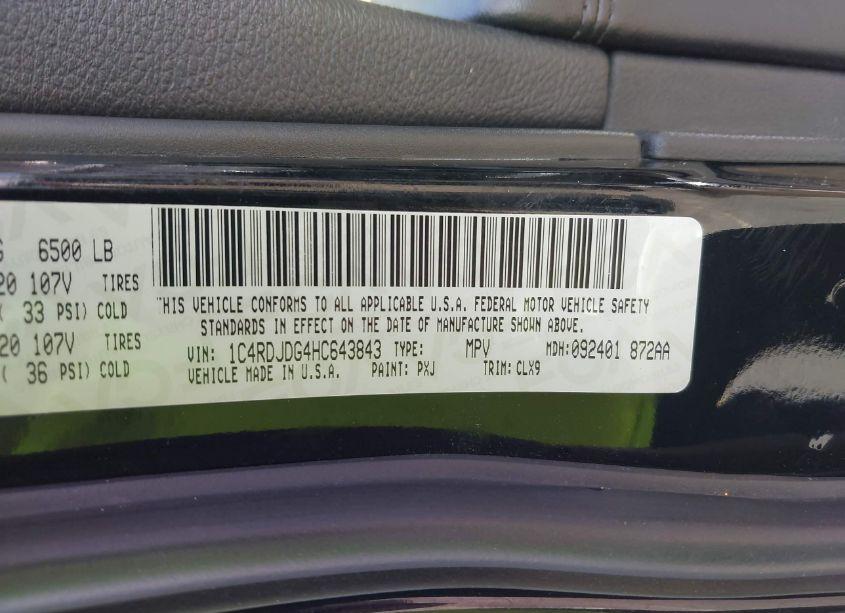 G 6500 LB
20 107V TIRES
( 33 PSI) COLD
20 107V TIRES
( 36 PSI) COLD
HIS VEHICLE CONFORMS TO ALL APPLICABLE U.S.A. FEDERAL MOTOR VEHICLE SAFETY
STANDARDS IN EFFECT ON THE DATE OF MANUFACTURE SHOWN ABOVE.
VIN: 1C4RDJDG4HC643843 TYPE: MPV MDH:092401 872AA
VEHICLE MADE IN U.S.A. PAINT: PXJ TRIM: CLX9